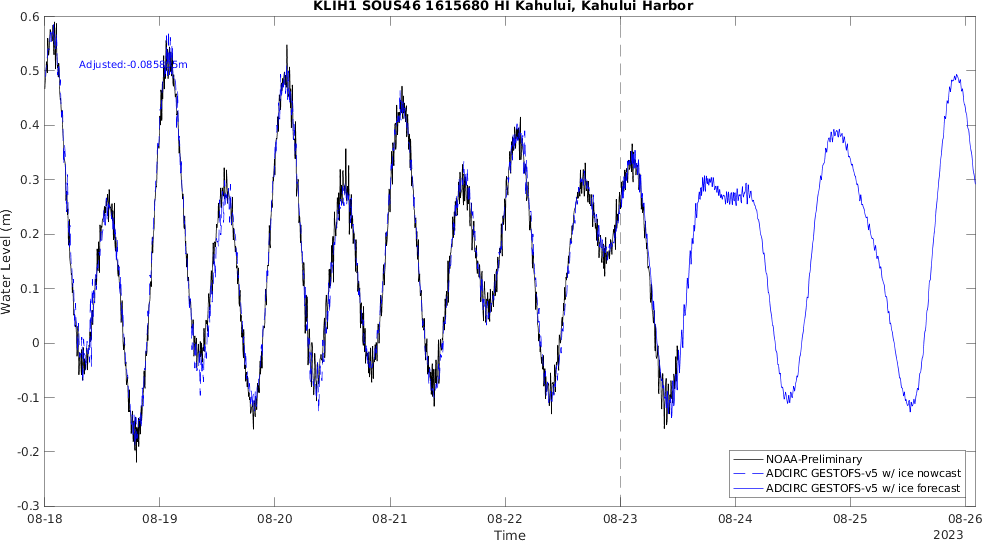 KLIH1 SOUS46 1615680 HI Kahului, Kahului Harbor
0.6
0.5
0.4
0.3
0.2
0.1
0
-0.1
-0.2
-0.3
Water Level (m)
NOAA-Preliminary
ADCIRC GESTOFS-v5 w/ ice nowcast
ADCIRC GESTOFS-v5 w/ ice forecast
08-18 08-19 08-20 08-21 08-22 08-23 08-24 08-25 08-26
Time
2023